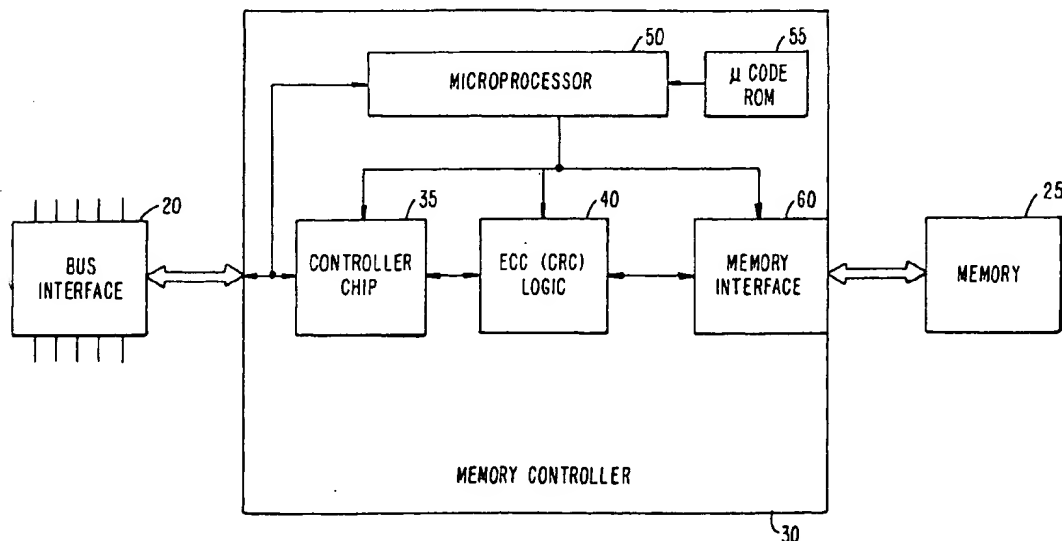 50
55
MICROPROCESSOR
μ CODE
ROM
20
35
40
60
25
BUS
INTERFACE
CONTROLLER
CHIP
ECC (CRC)
LOGIC
MEMORY
INTERFACE
MEMORY
MEMORY CONTROLLER
30